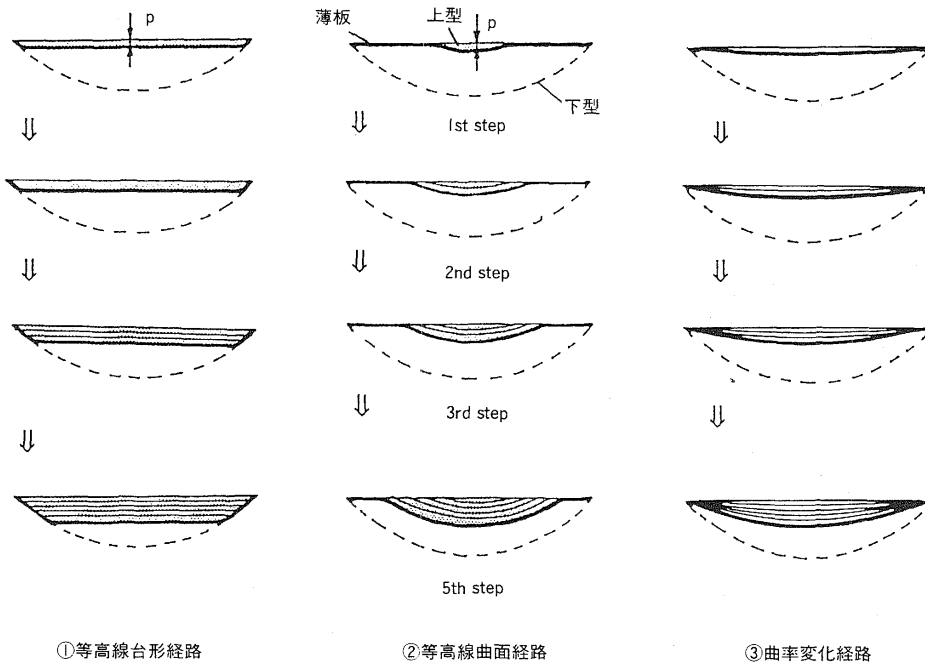 p
薄板
上型
p
下型
1st step
2nd step
3rd step
5th step
①等高線台形経路
②等高線曲面経路
③曲率変化経路